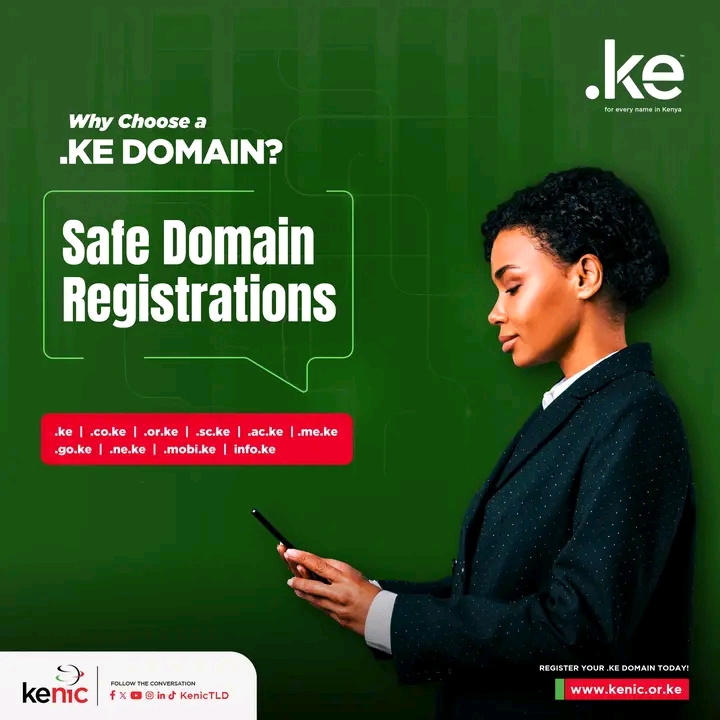 .ke
for every name in Kenya
Why Choose a
.KE DOMAIN?
Safe Domain
Registrations
.ke | .co.ke | .or.ke | .sc.ke | .ac.ke | .me.ke
.go.ke | .ne.ke | .mobi.ke | info.ke
kenic
FOLLOW THE CONVERSATION
KenicTLD
REGISTER YOUR .KE DOMAIN TODAY!
www.kenic.or.ke